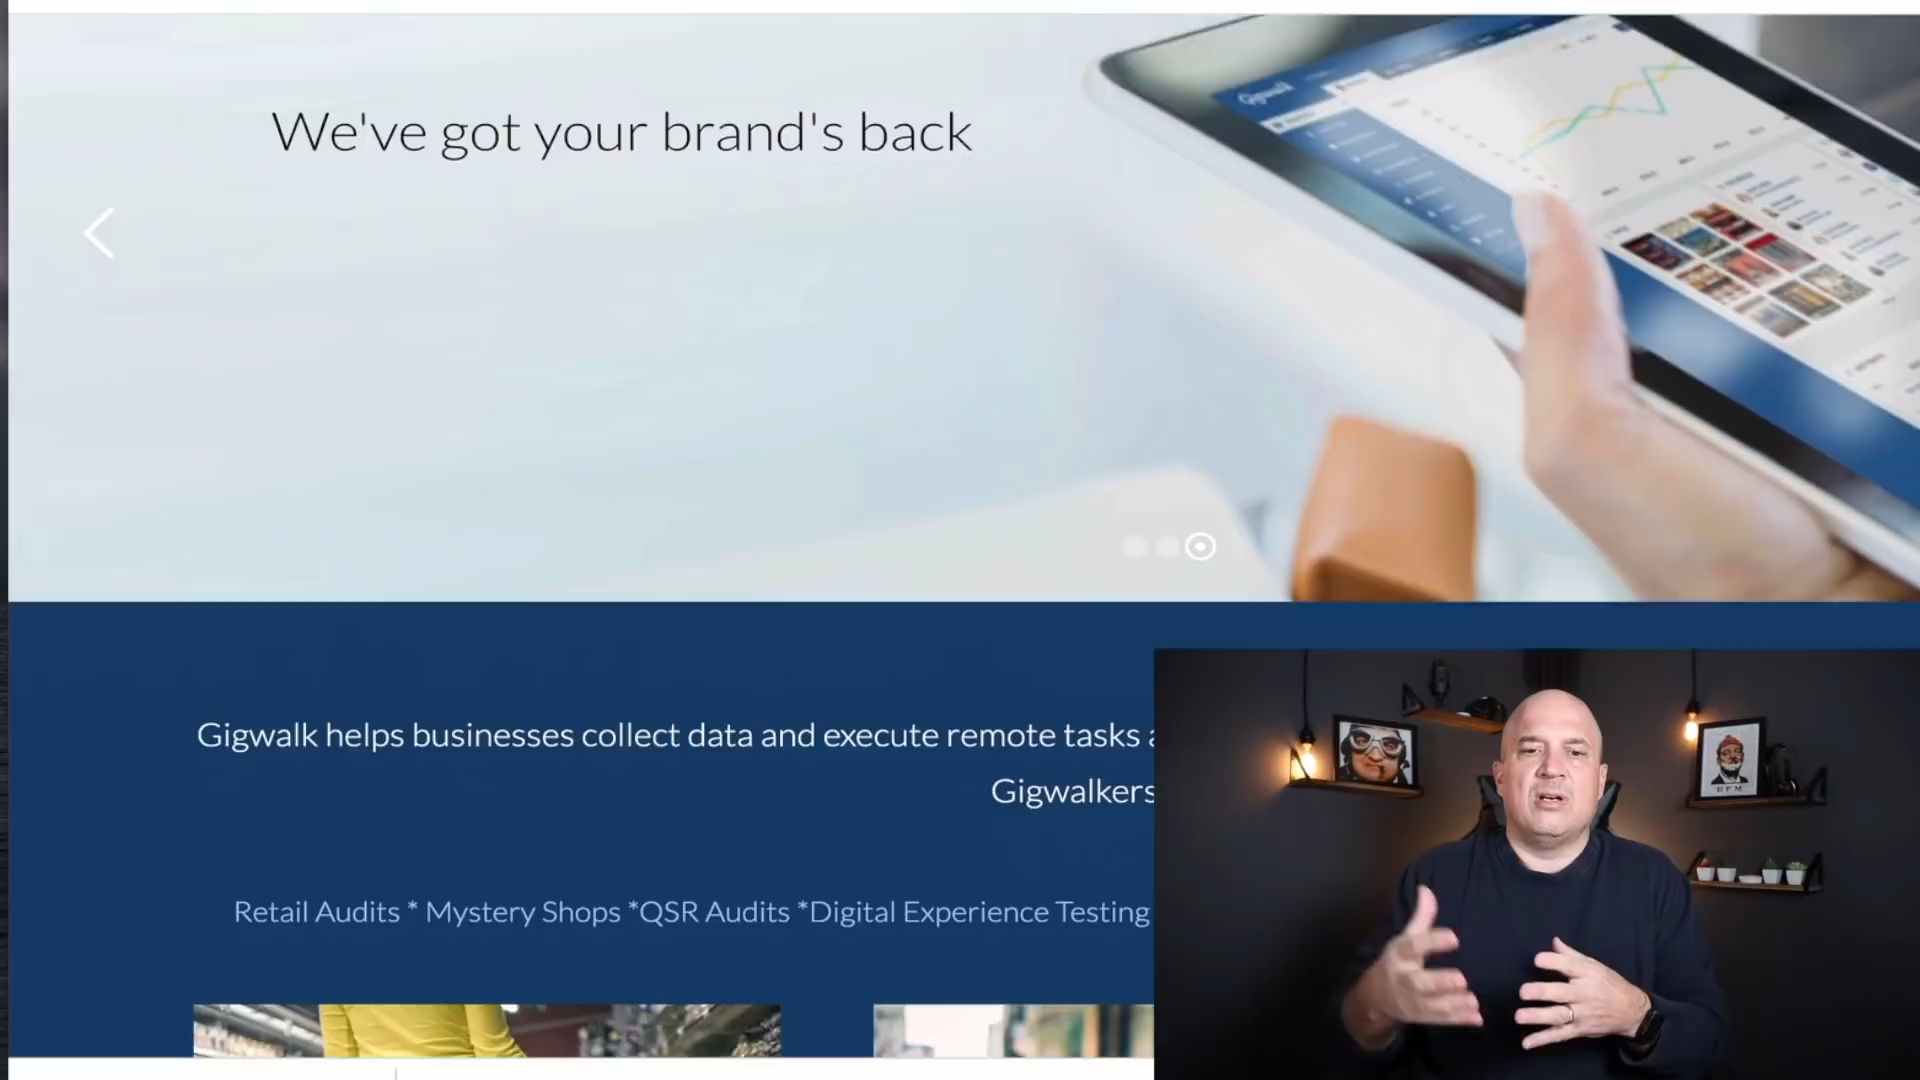 We've got your brand's back
Gigwalk
Gigwalk helps businesses collect data and execute remote tasks
Gigwalkers
Retail Audits * Mystery Shops *QSR Audits *Digital Experience Testing